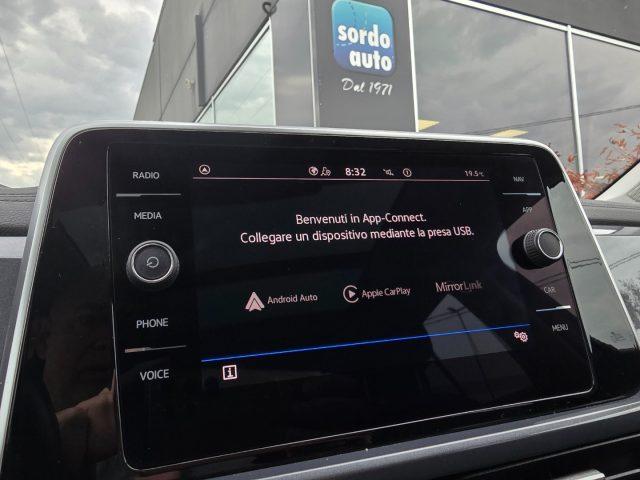 sordo
auto
Dal 1971
RADIO
8:32
19.5°C
NAV
MEDIA
APP
Benvenuti in App-Connect.
Collegare un dispositivo mediante la presa USB.
Android Auto
Apple CarPlay
MirrorLink
CAR
PHONE
MENU
VOICE
i